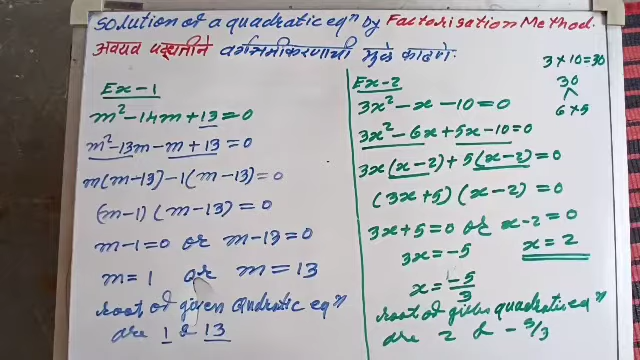 Solution of a quadratic eqn by Factorisation Method.
अवयव पद्धतीने वर्गसमीकरणाची मुळे काढणे.
Ex-1
m²-14m+13=0
m²-13m-m+13=0
m(m-13)-1(m-13)=0
(m-1)(m-13)=0
m-1=0 or m-13=0
m=1 or m=13
root of given Quadratic eqn
are 1 & 13
Ex-2
3×10=30
30
6×5
3x²-x-10=0
3x²-6x+5x-10=0
3x(x-2)+5(x-2)=0
(3x+5)(x-2)=0
3x+5=0 or x-2=0
3x=-5 x=2
x=-5/3
root of given quadratic eqn
are 2 & -5/3